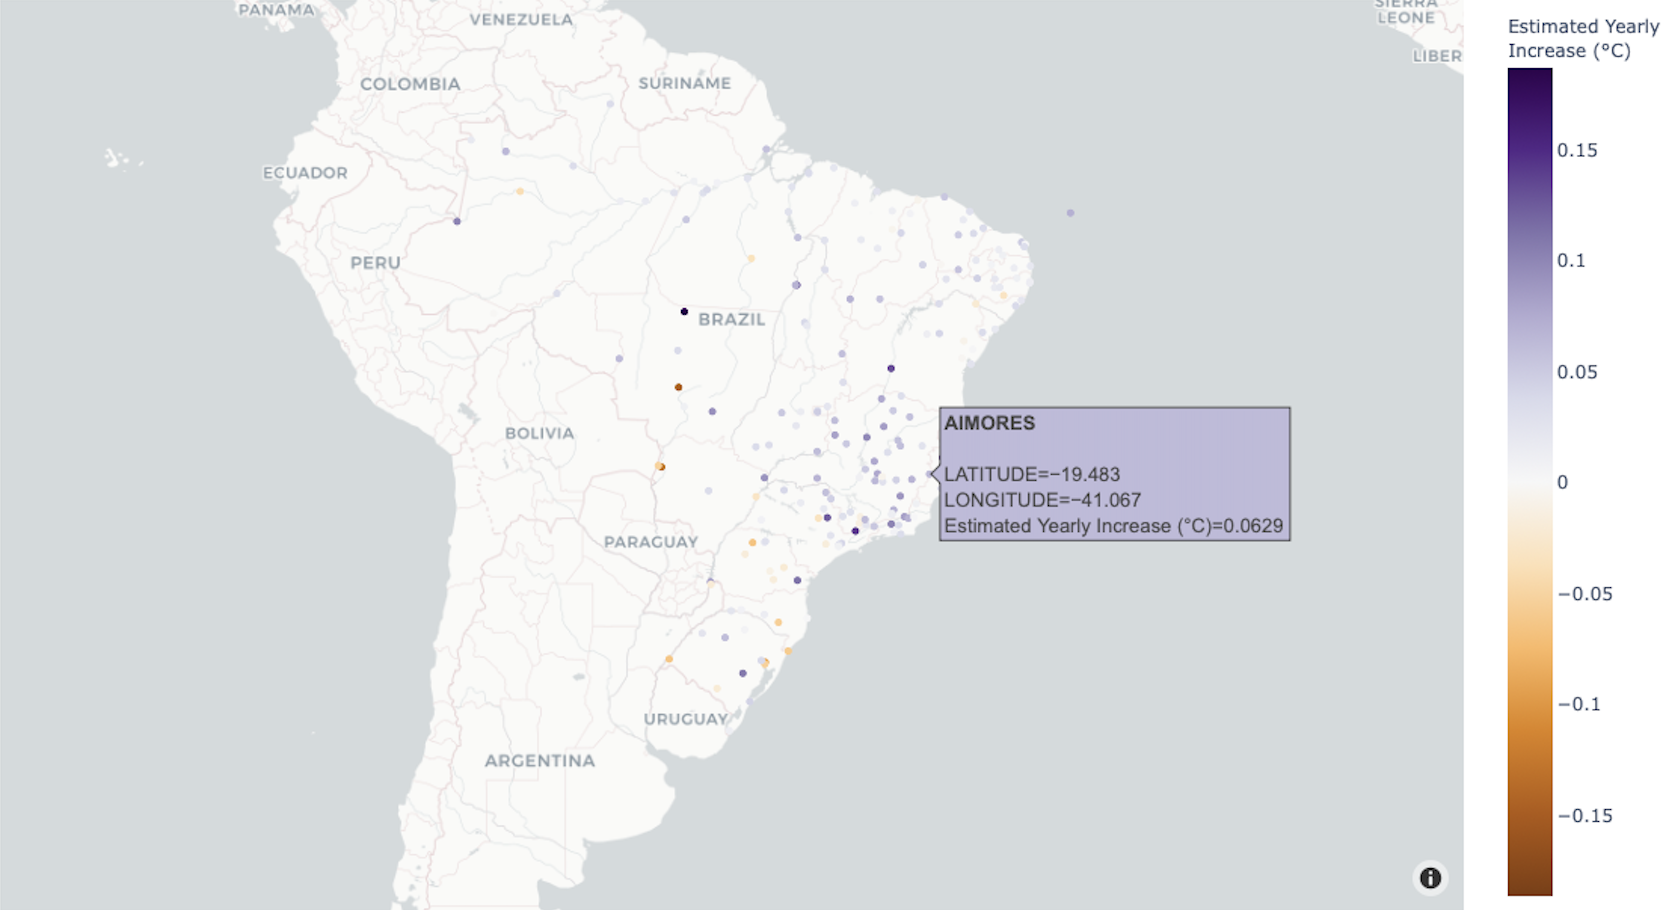 PANAMA
VENEZUELA
COLOMBIA
SURINAME
ECUADOR
PERU
BRAZIL
BOLIVIA
PARAGUAY
URUGUAY
ARGENTINA
SIERRA
LEONE
LIBER
AIMORES
LATITUDE=−19.483
LONGITUDE=−41.067
Estimated Yearly Increase (°C)=0.0629
Estimated Yearly
Increase (°C)
0.15
0.1
0.05
0
−0.05
−0.1
−0.15
i